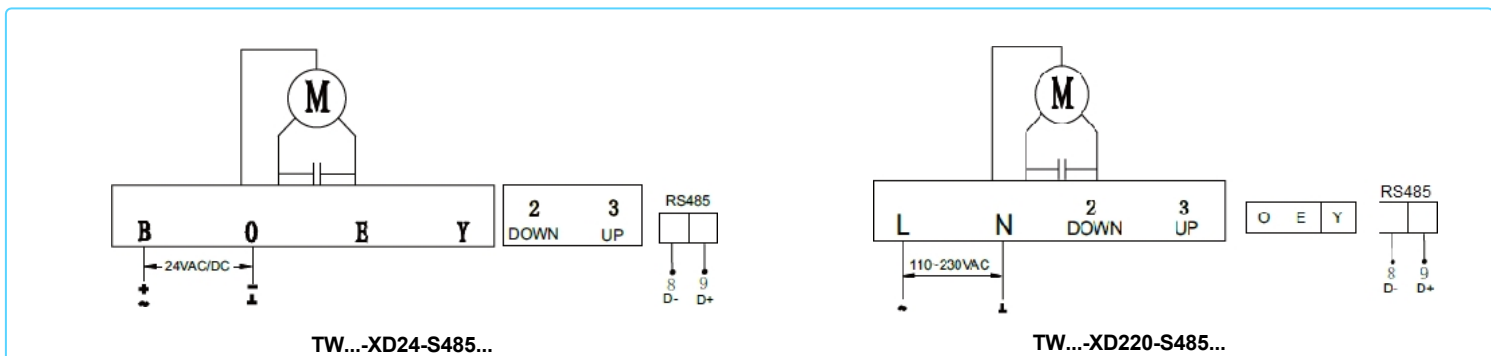 M
B O E Y
2 3
DOWN UP
RS485
24VAC/DC
+ -
~ ⊥
8 9
D- D+
TW...-XD24-S485...
M
L N
2 3
DOWN UP
O E Y
RS485
110~230VAC
~ ⊥
8 9
D- D+
TW...-XD220-S485...